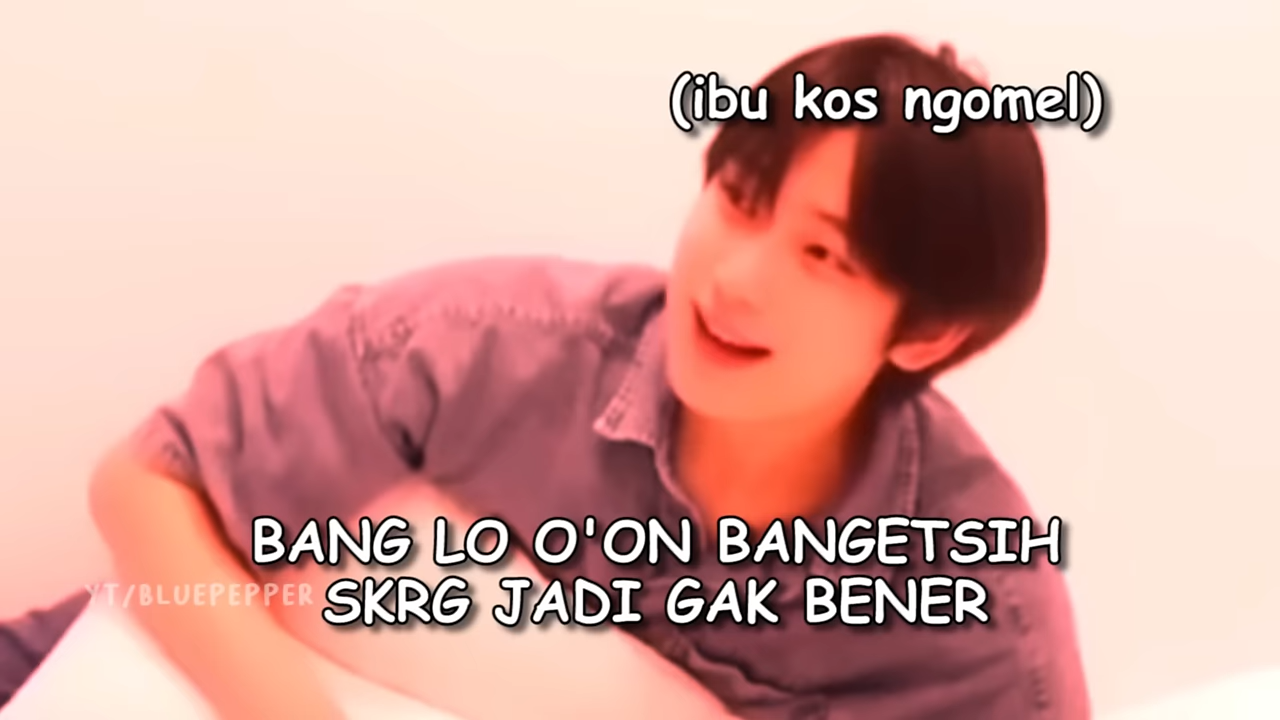 (ibu kos ngomel)
BANG LO O'ON BANGETSIH
YT/BLUEPEPPER
SKRG JADI GAK BENER